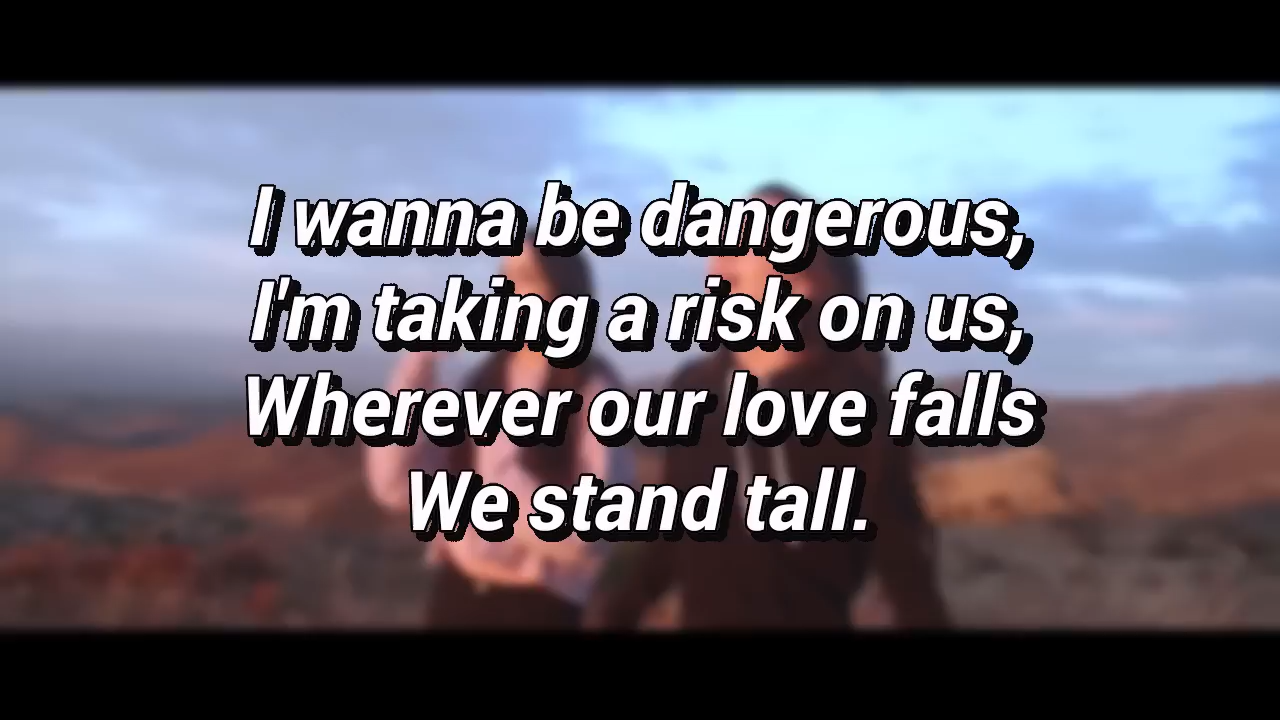 I wanna be dangerous,
I'm taking a risk on us,
Wherever our love falls
We stand tall.